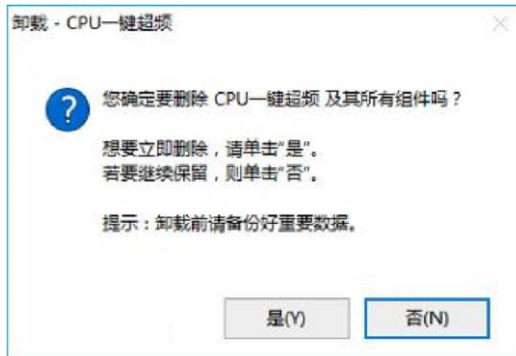 卸载 - CPU一键超频
您确定要删除 CPU一键超频 及其所有组件吗？
想要立即删除，请单击“是”。
若要继续保留，则单击“否”。
提示：卸载前请备份好重要数据。
是(Y)
否(N)